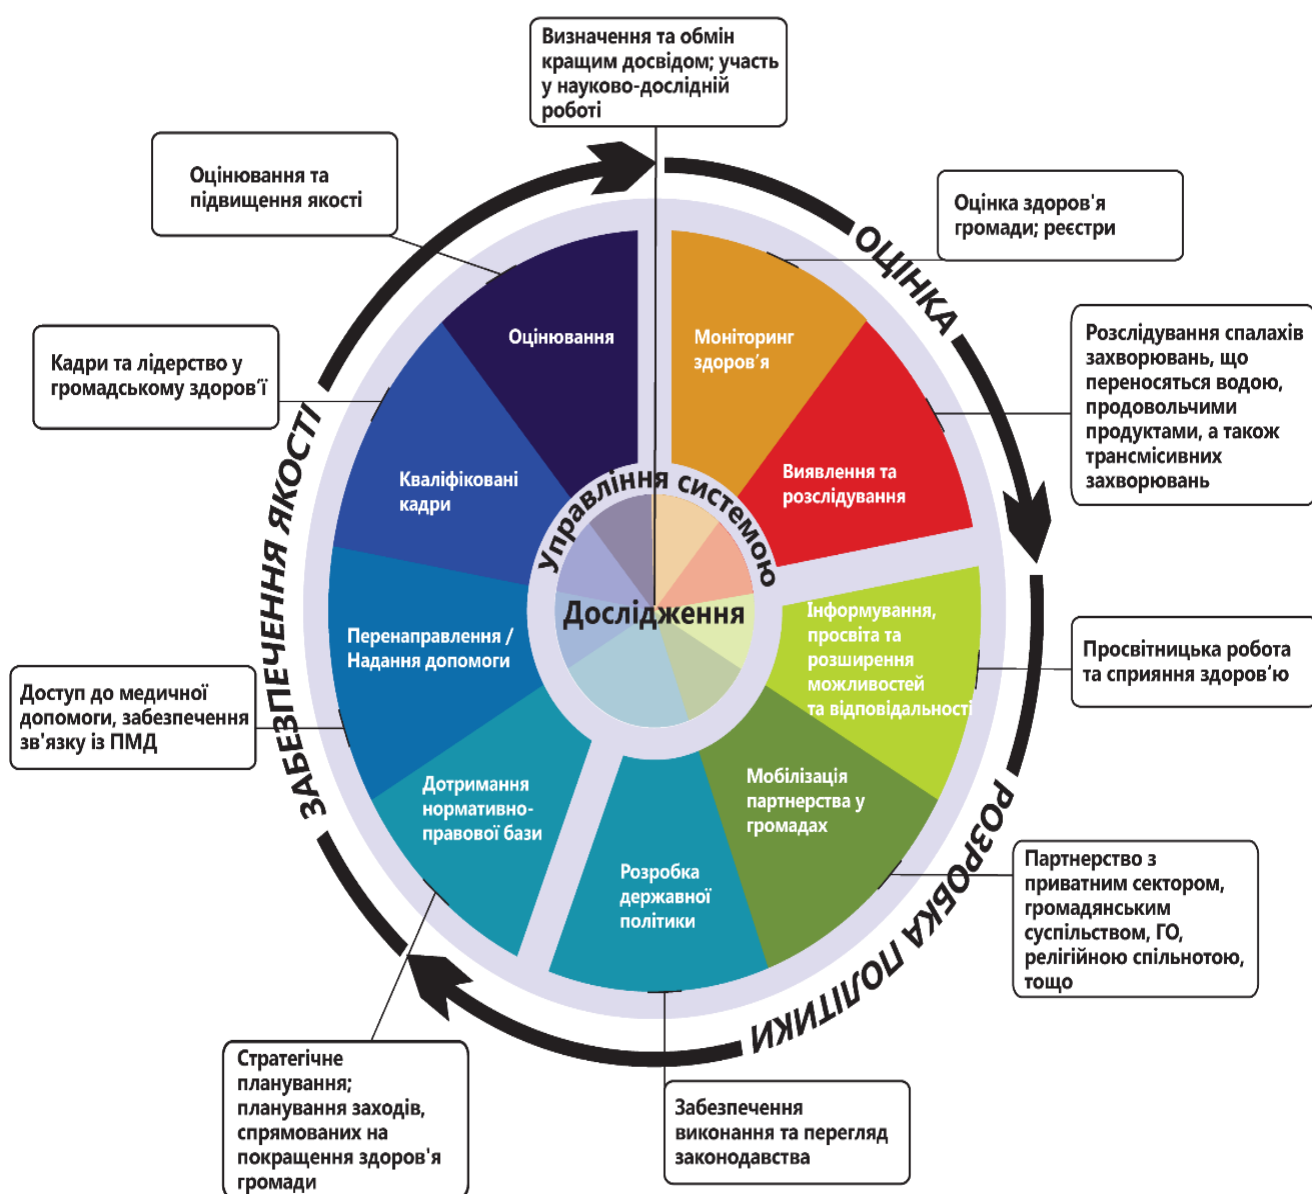 Визначення та обмін
кращим досвідом; участь
у науково-дослідній
роботі
Оцінювання та
підвищення якості
Оцінка здоров'я
громади; реєстри
ОЦІНКА
Кадри та лідерство у
громадському здоров'ї
Розслідування спалахів
захворювань, що
переносяться водою,
продовольчими
продуктами, а також
трансмісивних
захворювань
Оцінювання
Моніторинг
здоров'я
Кваліфіковані
кадри
Виявлення та
розслідування
Управління системою
Дослідження
ЗАБЕЗПЕЧЕННЯ ЯКОСТІ
Перенаправлення /
Надання допомоги
Інформування,
просвіта та
розширення
можливостей
та відповідальності
Просвітницька робота
та сприяння здоров'ю
Доступ до медичної
допомоги, забезпечення
зв'язку із ПМД
Дотримання
нормативно-
правової бази
Мобілізація
партнерства у
громадах
Розробка
державної
політики
РОЗРОБКА ПОЛІТИКИ
Партнерство з
приватним сектором,
громадянським
суспільством, ГО,
релігійною спільнотою,
тощо
Стратегічне
планування;
планування заходів,
спрямованих на
покращення здоров'я
громади
Забезпечення
виконання та перегляд
законодавства